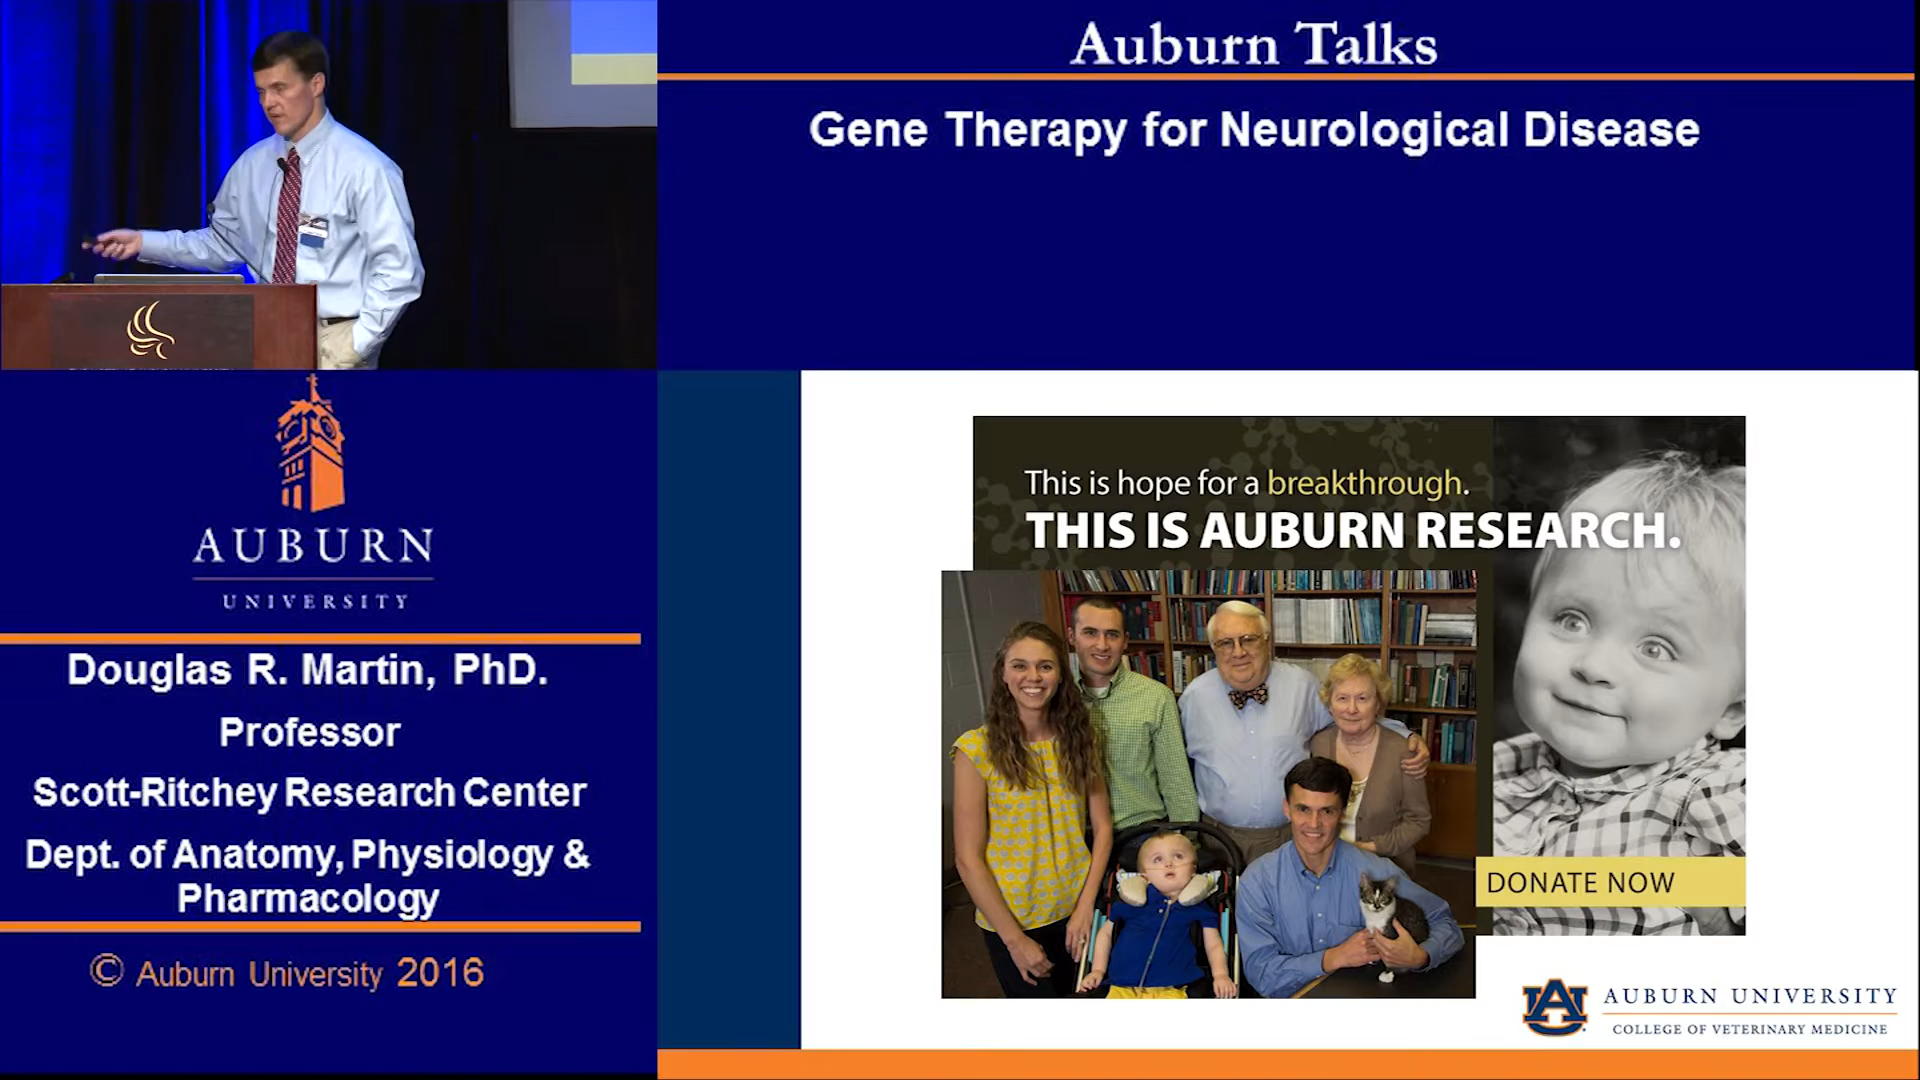 Auburn Talks
Gene Therapy for Neurological Disease
AUBURN
UNIVERSITY
Douglas R. Martin, PhD.
Professor
Scott-Ritchey Research Center
Dept. of Anatomy, Physiology &
Pharmacology
© Auburn University 2016
This is hope for a breakthrough.
THIS IS AUBURN RESEARCH.
DONATE NOW
AU
AUBURN UNIVERSITY
COLLEGE OF VETERINARY MEDICINE